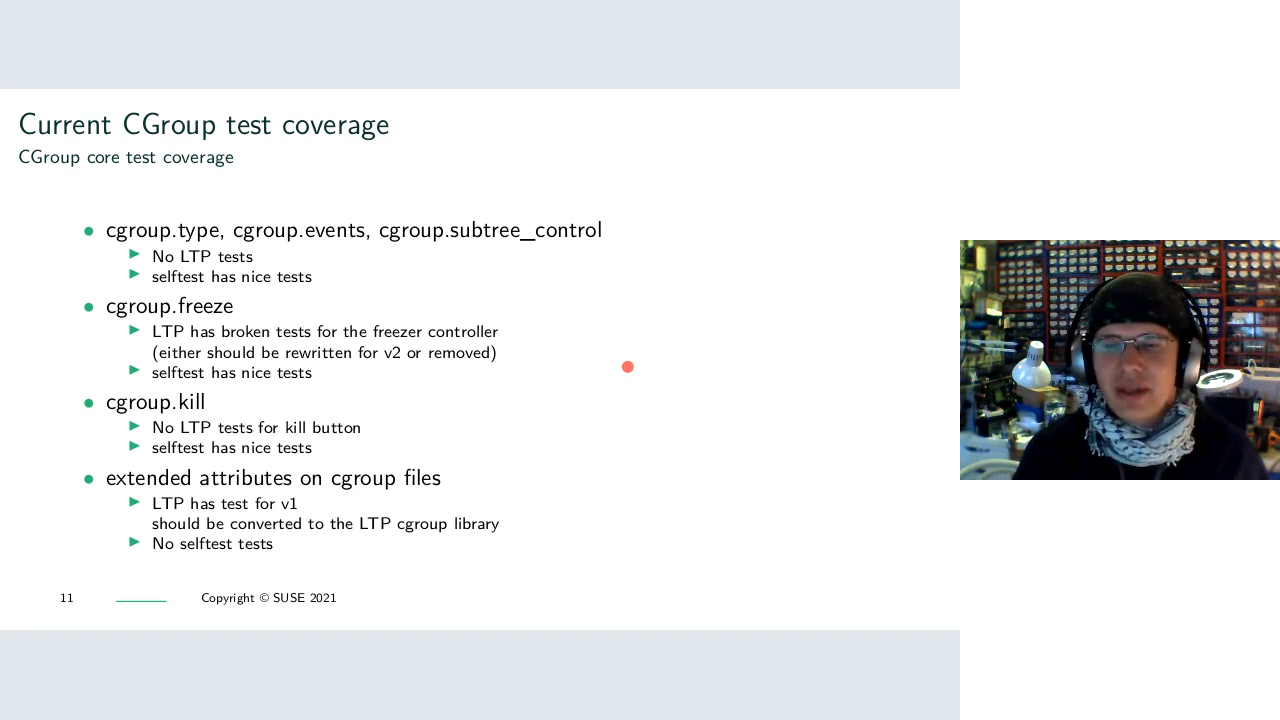 Current CGroup test coverage
CGroup core test coverage
• cgroup.type, cgroup.events, cgroup.subtree_control
▶ No LTP tests
▶ selftest has nice tests
• cgroup.freeze
▶ LTP has broken tests for the freezer controller
(either should be rewritten for v2 or removed)
▶ selftest has nice tests
• cgroup.kill
▶ No LTP tests for kill button
▶ selftest has nice tests
• extended attributes on cgroup files
▶ LTP has test for v1
should be converted to the LTP cgroup library
▶ No selftest tests
11 Copyright © SUSE 2021